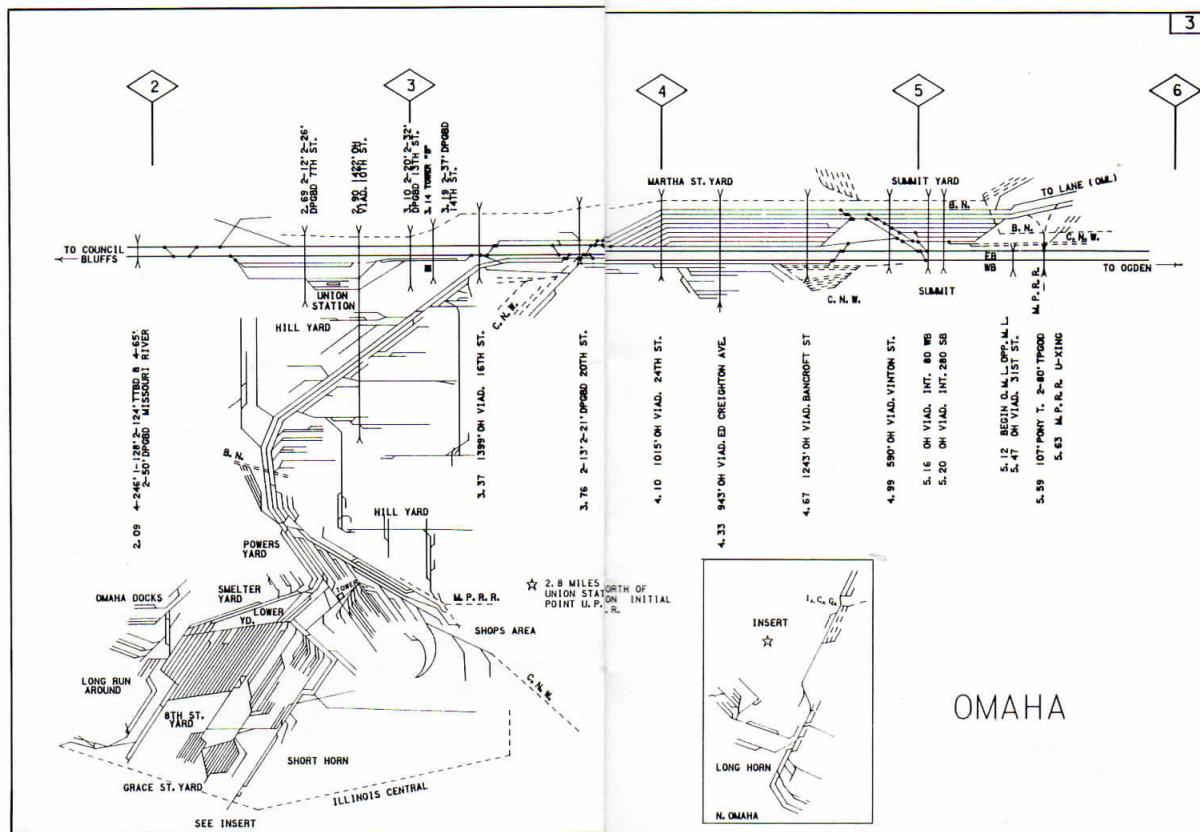 3
2
3
4
5
6
2.69 2-12'2-26'
DPGBD 7TH ST.
2.90 1422'OH
VIAD. 10TH ST.
3.10 2-20'2-32'
DPGBD 13TH ST.
3.14 TOWER "B"
3.19 2-37'DPGBD
14TH ST.
MARTHA ST. YARD
SUMMIT YARD
TO LANE (OML)
B. N.
B. N.
C. N. W.
TO COUNCIL
BLUFFS
EB
WB
TO OGDEN
UNION
STATION
C. N. W.
C. N. W.
SUMMIT
M. P. R. R.
HILL YARD
2.09 4-246'1-128'2-124'TTBD 8 4-65'
2-50'DPGBD MISSOURI RIVER
3.37 1399'OH VIAD. 16TH ST.
3.76 2-13'2-21'DPGBD 20TH ST.
4.10 1015'OH VIAD. 24TH ST.
4.33 943'OH VIAD. ED CREIGHTON AVE.
4.67 1243'OH VIAD. BANCROFT ST
4.99 590'OH VIAD. VINTON ST.
5.16 OH VIAD. INT. 80 WB
5.20 OH VIAD. INT. 280 SB
5.12 BEGIN O.M.L. OPP. M.L.
5.47 OH VIAD. 31ST ST.
5.59 107'PONY T. 2-80'TPGOD
5.63 M.P.R.R. U-XING
B. N.
HILL YARD
POWERS
YARD
SMELTER
YARD
OMAHA DOCKS
LOWER
YD.
TOWER
M. P. R. R.
☆ 2.8 MILES NORTH OF
UNION STATION INITIAL
POINT U.P.R.R.
SHOPS AREA
LONG RUN
AROUND
C. N. W.
8TH ST.
YARD
SHORT HORN
GRACE ST. YARD
ILLINOIS CENTRAL
SEE INSERT
I. C. G.
INSERT
☆
LONG HORN
N. OMAHA
OMAHA